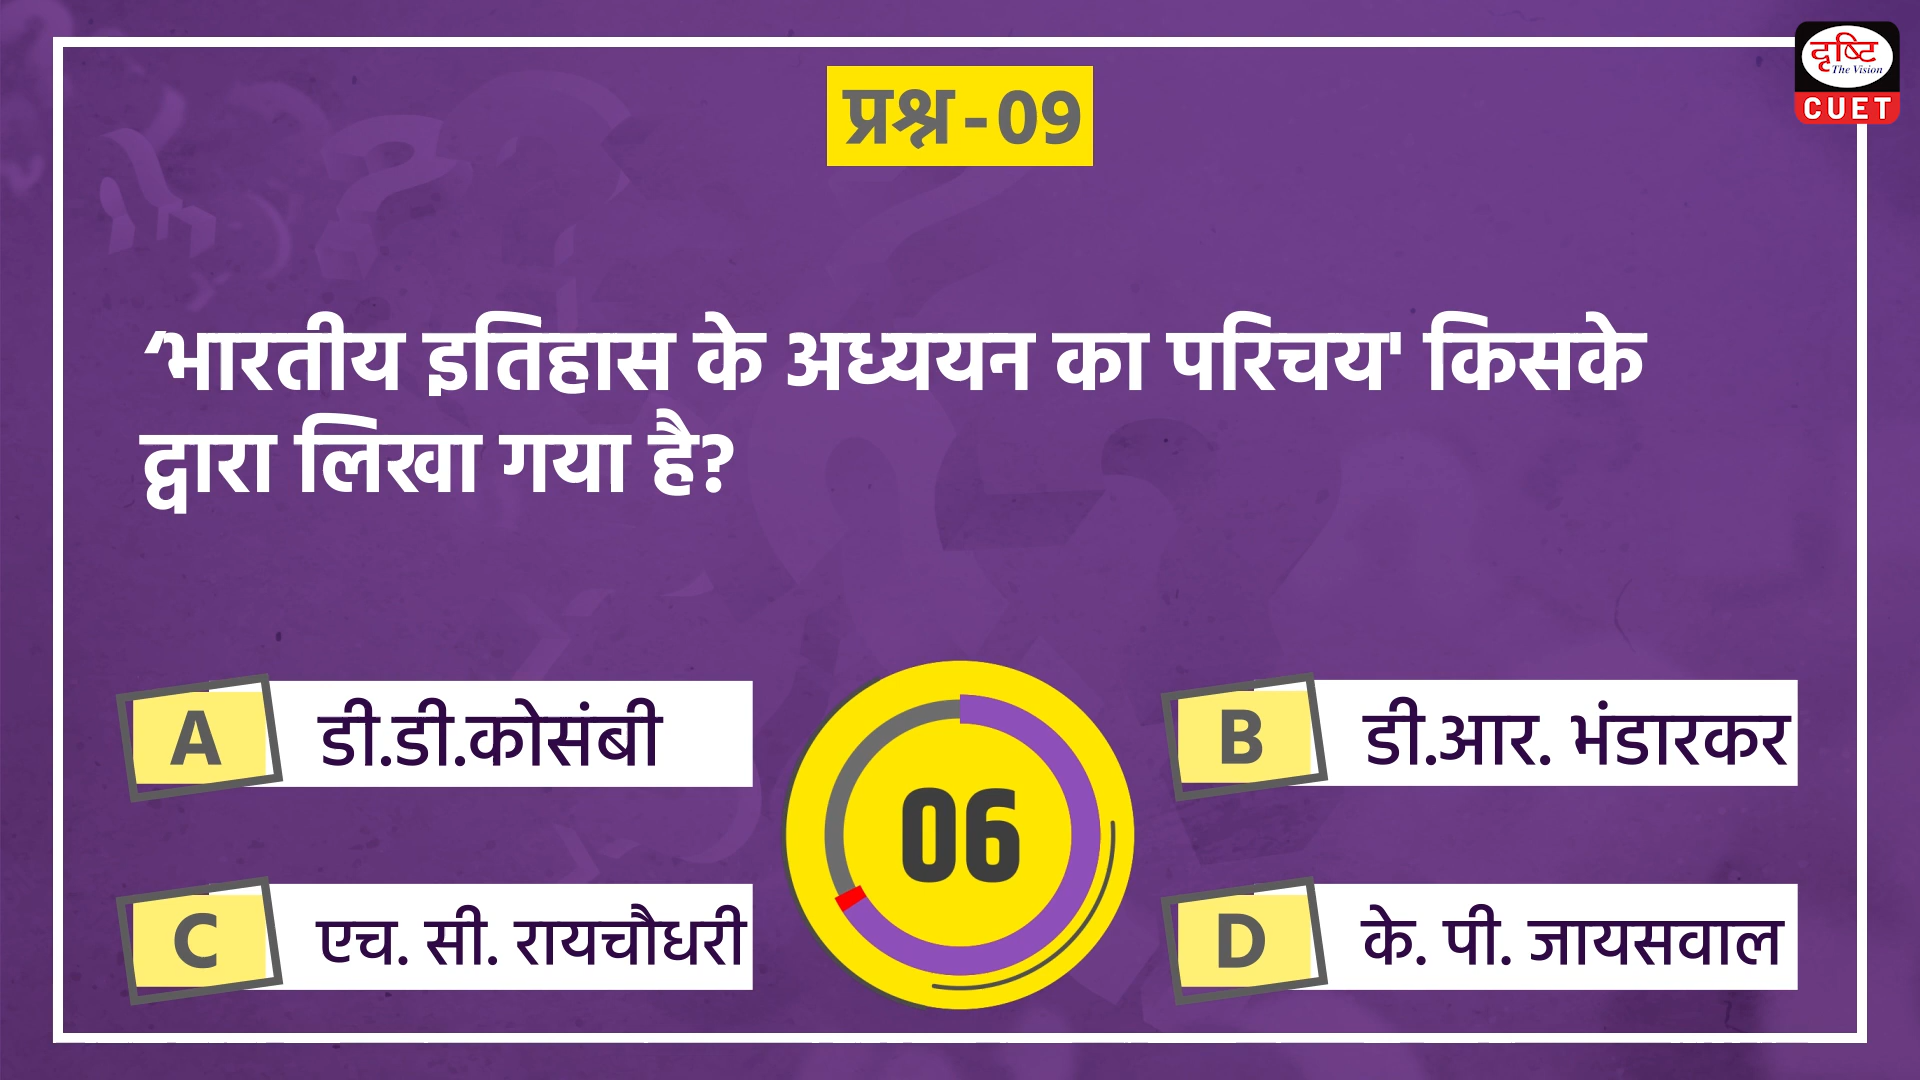 दृष्टि
The Vision
CUET
प्रश्न-09
‘भारतीय इतिहास के अध्ययन का परिचय' किसके
द्वारा लिखा गया है?
A डी.डी.कोसंबी
B डी.आर. भंडारकर
06
C एच. सी. रायचौधरी
D के. पी. जायसवाल